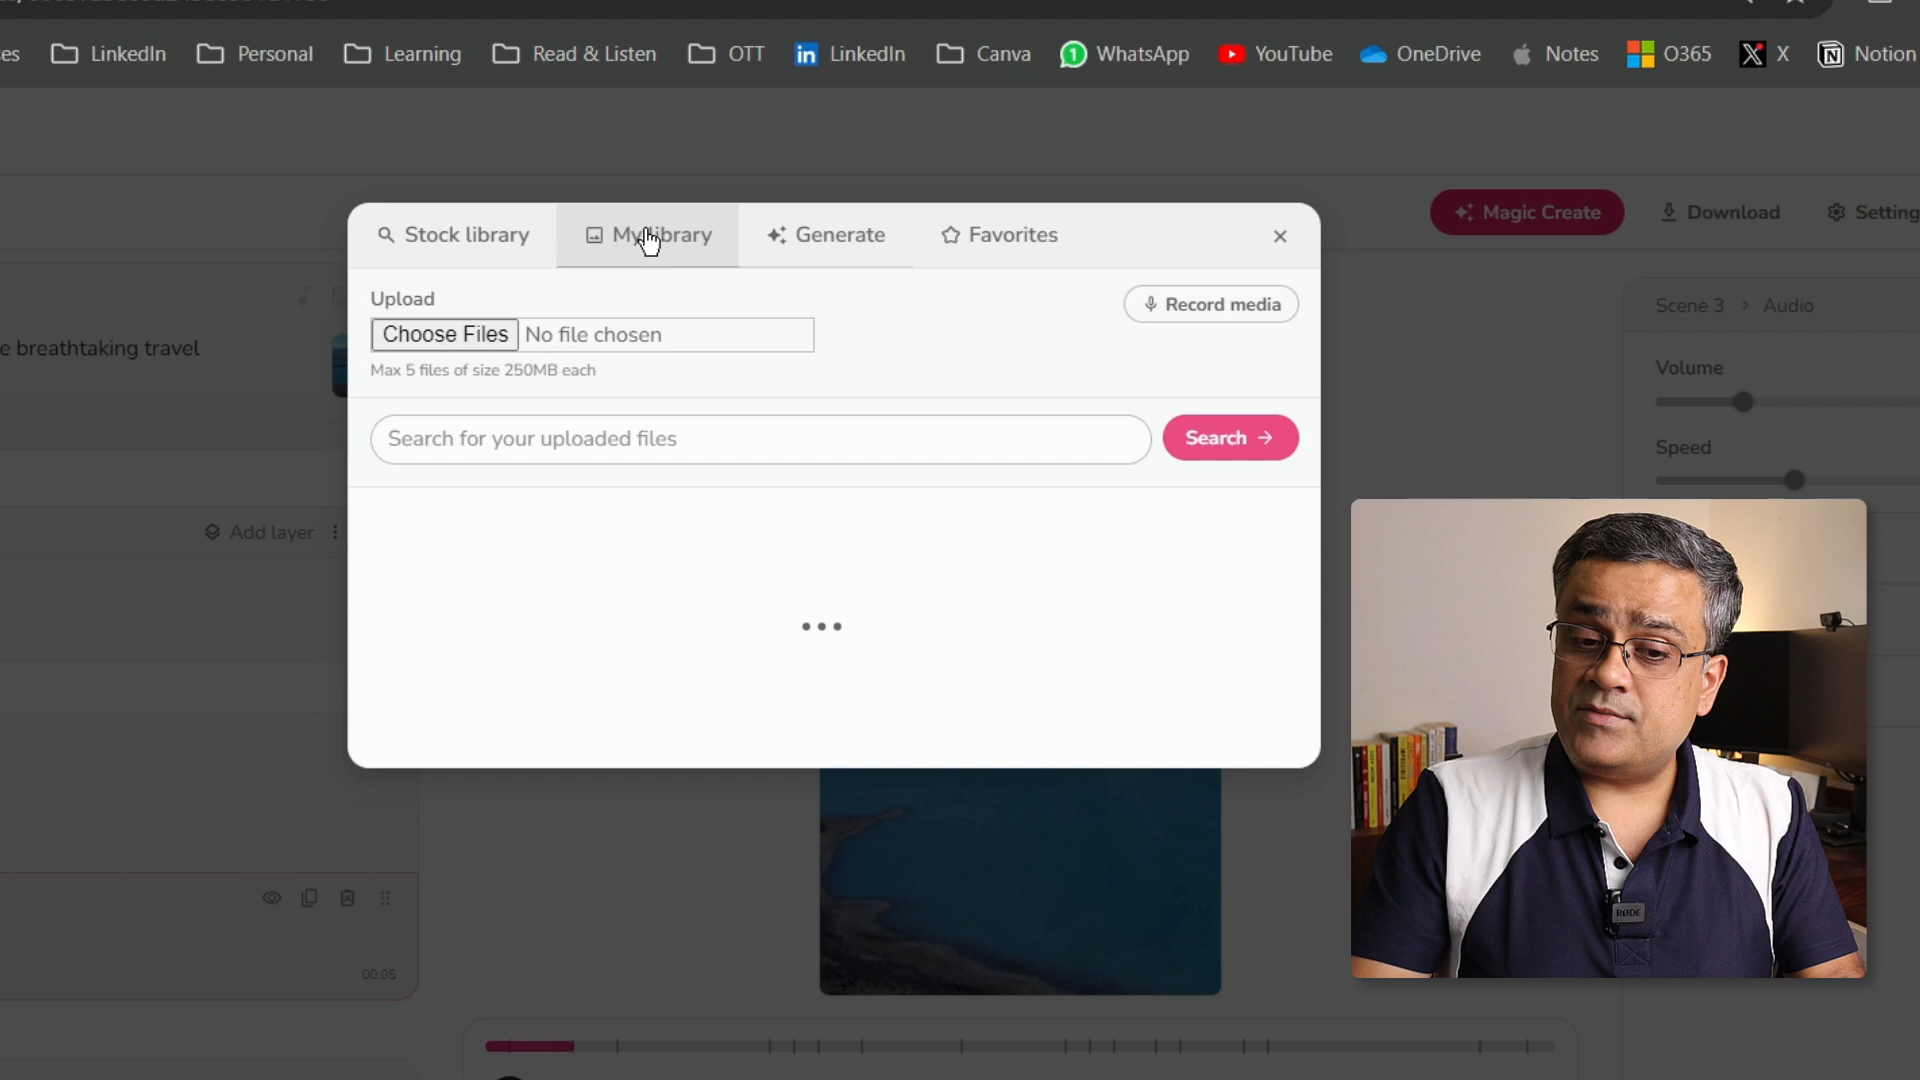 LinkedIn Personal Learning Read & Listen OTT LinkedIn Canva WhatsApp YouTube OneDrive Notes O365 X Notion
Magic Create Download
Stock library My library Generate Favorites
Upload
Record media
Choose Files No file chosen
Max 5 files of size 250MB each
Search for your uploaded files
Search
e breathtaking travel
Add layer
00:05
Scene 3 > Audio
Volume
Speed
RØDE